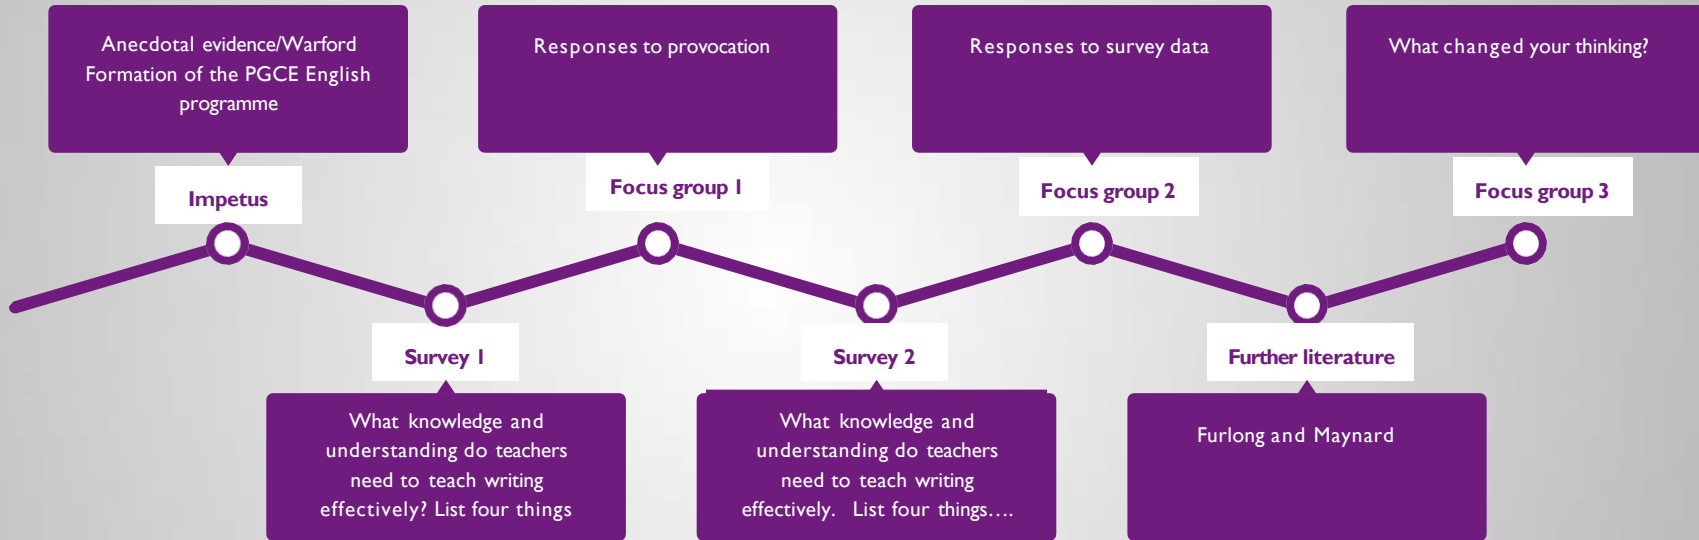 Anecdotal evidence/Warford
Formation of the PGCE English
programme
Impetus
Survey 1
What knowledge and
understanding do teachers
need to teach writing
effectively? List four things
Responses to provocation
Focus group 1
Survey 2
What knowledge and
understanding do teachers
need to teach writing
effectively. List four things....
Responses to survey data
Focus group 2
Further literature
Furlong and Maynard
What changed your thinking?
Focus group 3